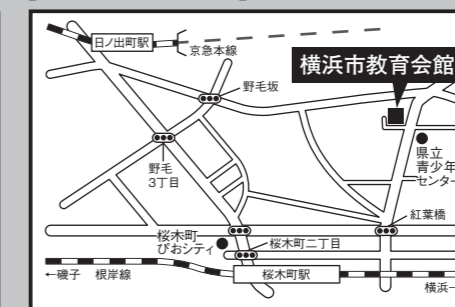 日ノ出町駅
京急本線
横浜市教育会館
野毛坂
野毛
3丁目
県立
青少年
センター
紅葉橋
桜木町
ぴおシティ
桜木町二丁目
←磯子 根岸線
桜木町駅
横浜→